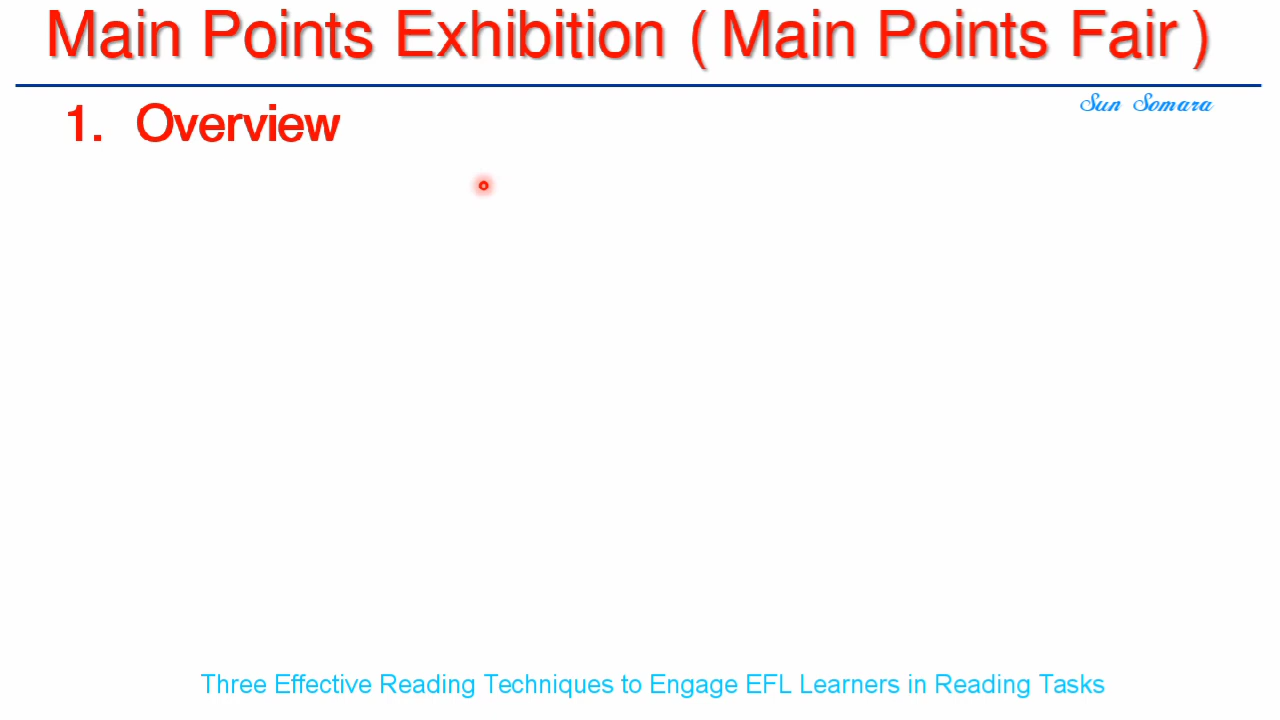 Main Points Exhibition ( Main Points Fair )
Sun Somara
1. Overview
Three Effective Reading Techniques to Engage EFL Learners in Reading Tasks